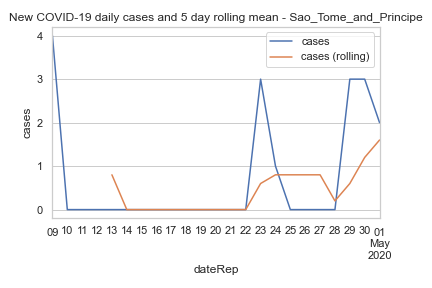 New COVID-19 daily cases and 5 day rolling mean - Sao_Tome_and_Principe
cases
cases (rolling)
4
3
2
1
0
cases
09 10 11 12 13 14 15 16 17 18 19 20 21 22 23 24 25 26 27 28 29 30 01
May
2020
dateRep